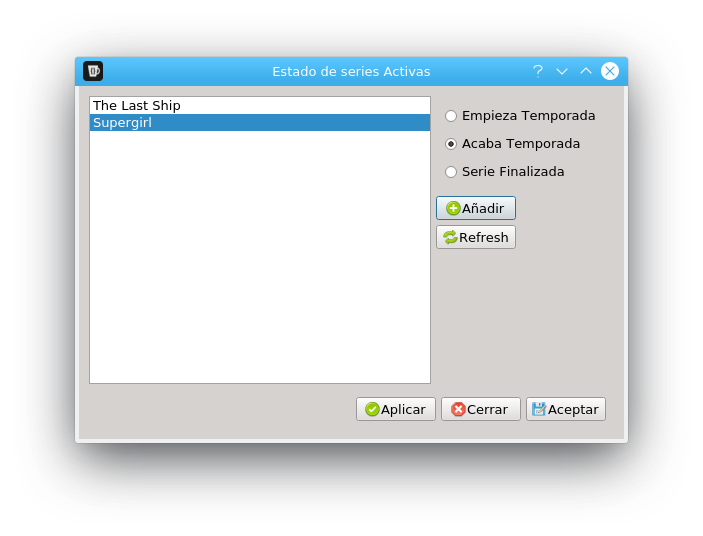 Estado de series Activas
The Last Ship
Supergirl
Empieza Temporada
Acaba Temporada
Serie Finalizada
Añadir
Refresh
Aplicar
Cerrar
Aceptar